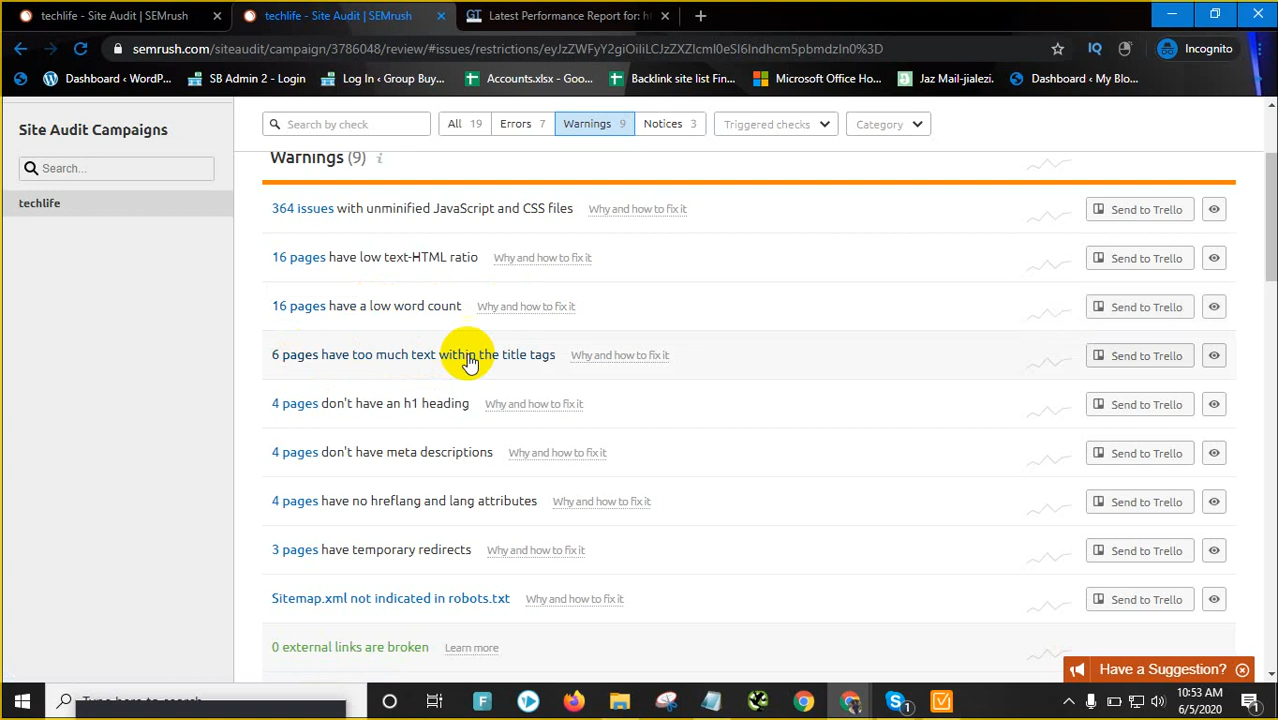 techlife - Site Audit | SEMrush
techlife - Site Audit | SEMrush
GT Latest Performance Report for: h
semrush.com/siteaudit/campaign/3786048/review/#issues/restrictions/eyJzZWFyY2giOiIiLCJzZXZlcml0eSI6Indhcm5pbmdzIn0%3D
IQ
Incognito
Dashboard ‹ WordP...
SB Admin 2 - Login
Log In ‹ Group Buy...
Accounts.xlsx - Goo...
Backlink site list Fin...
Microsoft Office Ho...
Jaz Mail-jialezi.
Dashboard ‹ My Blo...
Site Audit Campaigns
Search...
techlife
Search by check
All 19
Errors 7
Warnings 9
Notices 3
Triggered checks
Category
Warnings (9) i
364 issues with unminified JavaScript and CSS files Why and how to fix it Send to Trello
16 pages have low text-HTML ratio Why and how to fix it Send to Trello
16 pages have a low word count Why and how to fix it Send to Trello
6 pages have too much text within the title tags Why and how to fix it Send to Trello
4 pages don't have an h1 heading Why and how to fix it Send to Trello
4 pages don't have meta descriptions Why and how to fix it Send to Trello
4 pages have no hreflang and lang attributes Why and how to fix it Send to Trello
3 pages have temporary redirects Why and how to fix it Send to Trello
Sitemap.xml not indicated in robots.txt Why and how to fix it Send to Trello
0 external links are broken Learn more
Have a Suggestion?
Type here to search
F
S 1
10:53 AM
6/5/2020
1